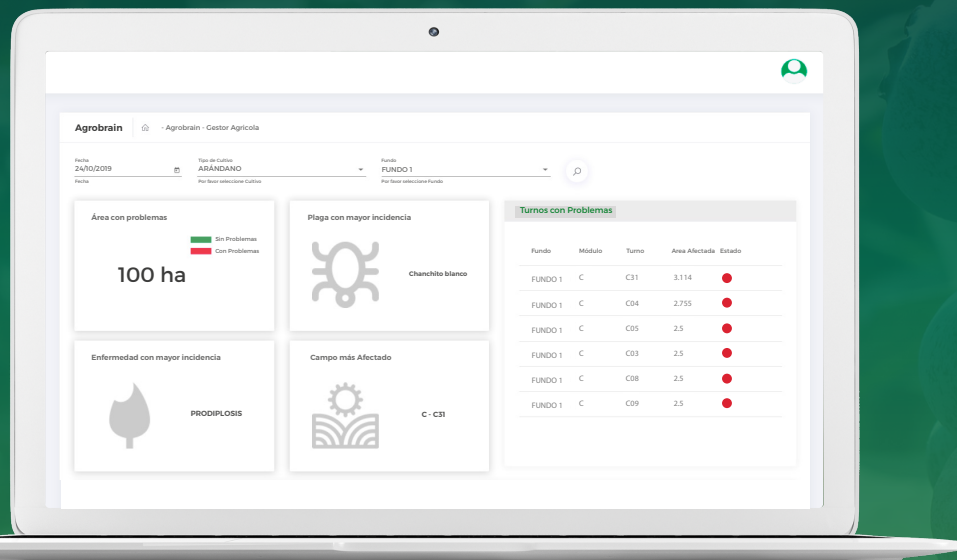 Agrobrain - Agrobrain - Gestor Agrícola
Fecha Tipo de Cultivo Fundo
24/10/2019 ARÁNDANO FUNDO 1
Fecha Por favor seleccione Cultivo Por favor seleccione Fundo
Área con problemas
Sin Problemas
Con Problemas
100 ha
Plaga con mayor incidencia
Chanchito blanco
Enfermedad con mayor incidencia
PRODIPLOSIS
Campo más Afectado
C - C31
Turnos con Problemas
Fundo Módulo Turno Area Afectada Estado
FUNDO 1 C C31 3.114
FUNDO 1 C C04 2.755
FUNDO 1 C C05 2.5
FUNDO 1 C C03 2.5
FUNDO 1 C C08 2.5
FUNDO 1 C C09 2.5